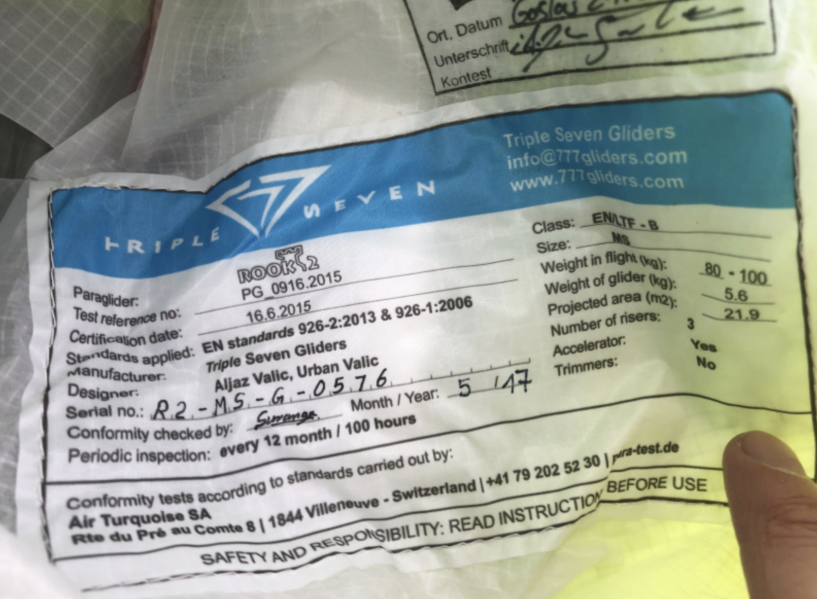 Ort, Datum
Unterschrift
Kontest
TRIPLE SEVEN
Triple Seven Gliders
info@777gliders.com
www.777gliders.com
Paraglider: ROOK 2
Test reference no: PG_0916.2015
Certification date: 16.6.2015
Standards applied: EN standards 926-2:2013 & 926-1:2006
Manufacturer: Triple Seven Gliders
Designer: Aljaz Valic, Urban Valic
Serial no.: R2-MS-G-0576
Conformity checked by: Month / Year: 5 / 17
Periodic inspection: every 12 month / 100 hours
Class: EN/LTF - B
Size: MS
Weight in flight (kg): 80 - 100
Weight of glider (kg): 5.6
Projected area (m2): 21.9
Number of risers: 3
Accelerator: Yes
Trimmers: No
Conformity tests according to standards carried out by:
Air Turquoise SA
Rte du Pré au Comte 8 | 1844 Villeneuve - Switzerland | +41 79 202 52 30 | para-test.de
SAFETY AND RESPONSIBILITY: READ INSTRUCTION BEFORE USE